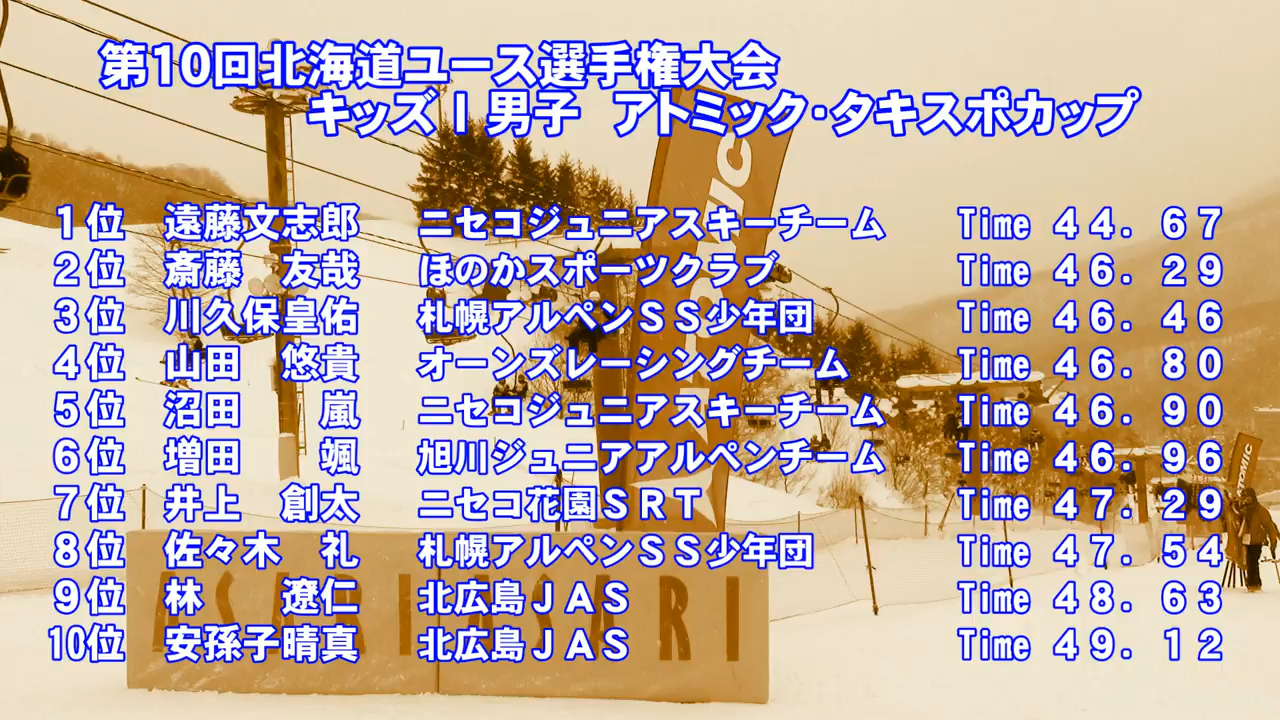 第10回北海道ユース選手権大会
キッズⅠ男子　アトミック・タキスポカップ
１位　遠藤文志郎　ニセコジュニアスキーチーム　Time ４４．６７
２位　斎藤　友哉　ほのかスポーツクラブ　Time ４６．２９
３位　川久保皇佑　札幌アルペンＳＳ少年団　Time ４６．４６
４位　山田　悠貴　オーンズレーシングチーム　Time ４６．８０
５位　沼田　　嵐　ニセコジュニアスキーチーム　Time ４６．９０
６位　増田　　颯　旭川ジュニアアルペンチーム　Time ４６．９６
７位　井上　創太　ニセコ花園ＳＲＴ　Time ４７．２９
８位　佐々木　礼　札幌アルペンＳＳ少年団　Time ４７．５４
９位　林　　遼仁　北広島ＪＡＳ　Time ４８．６３
10位　安孫子晴真　北広島ＪＡＳ　Time ４９．１２
ATOMIC
ASARI ASARI